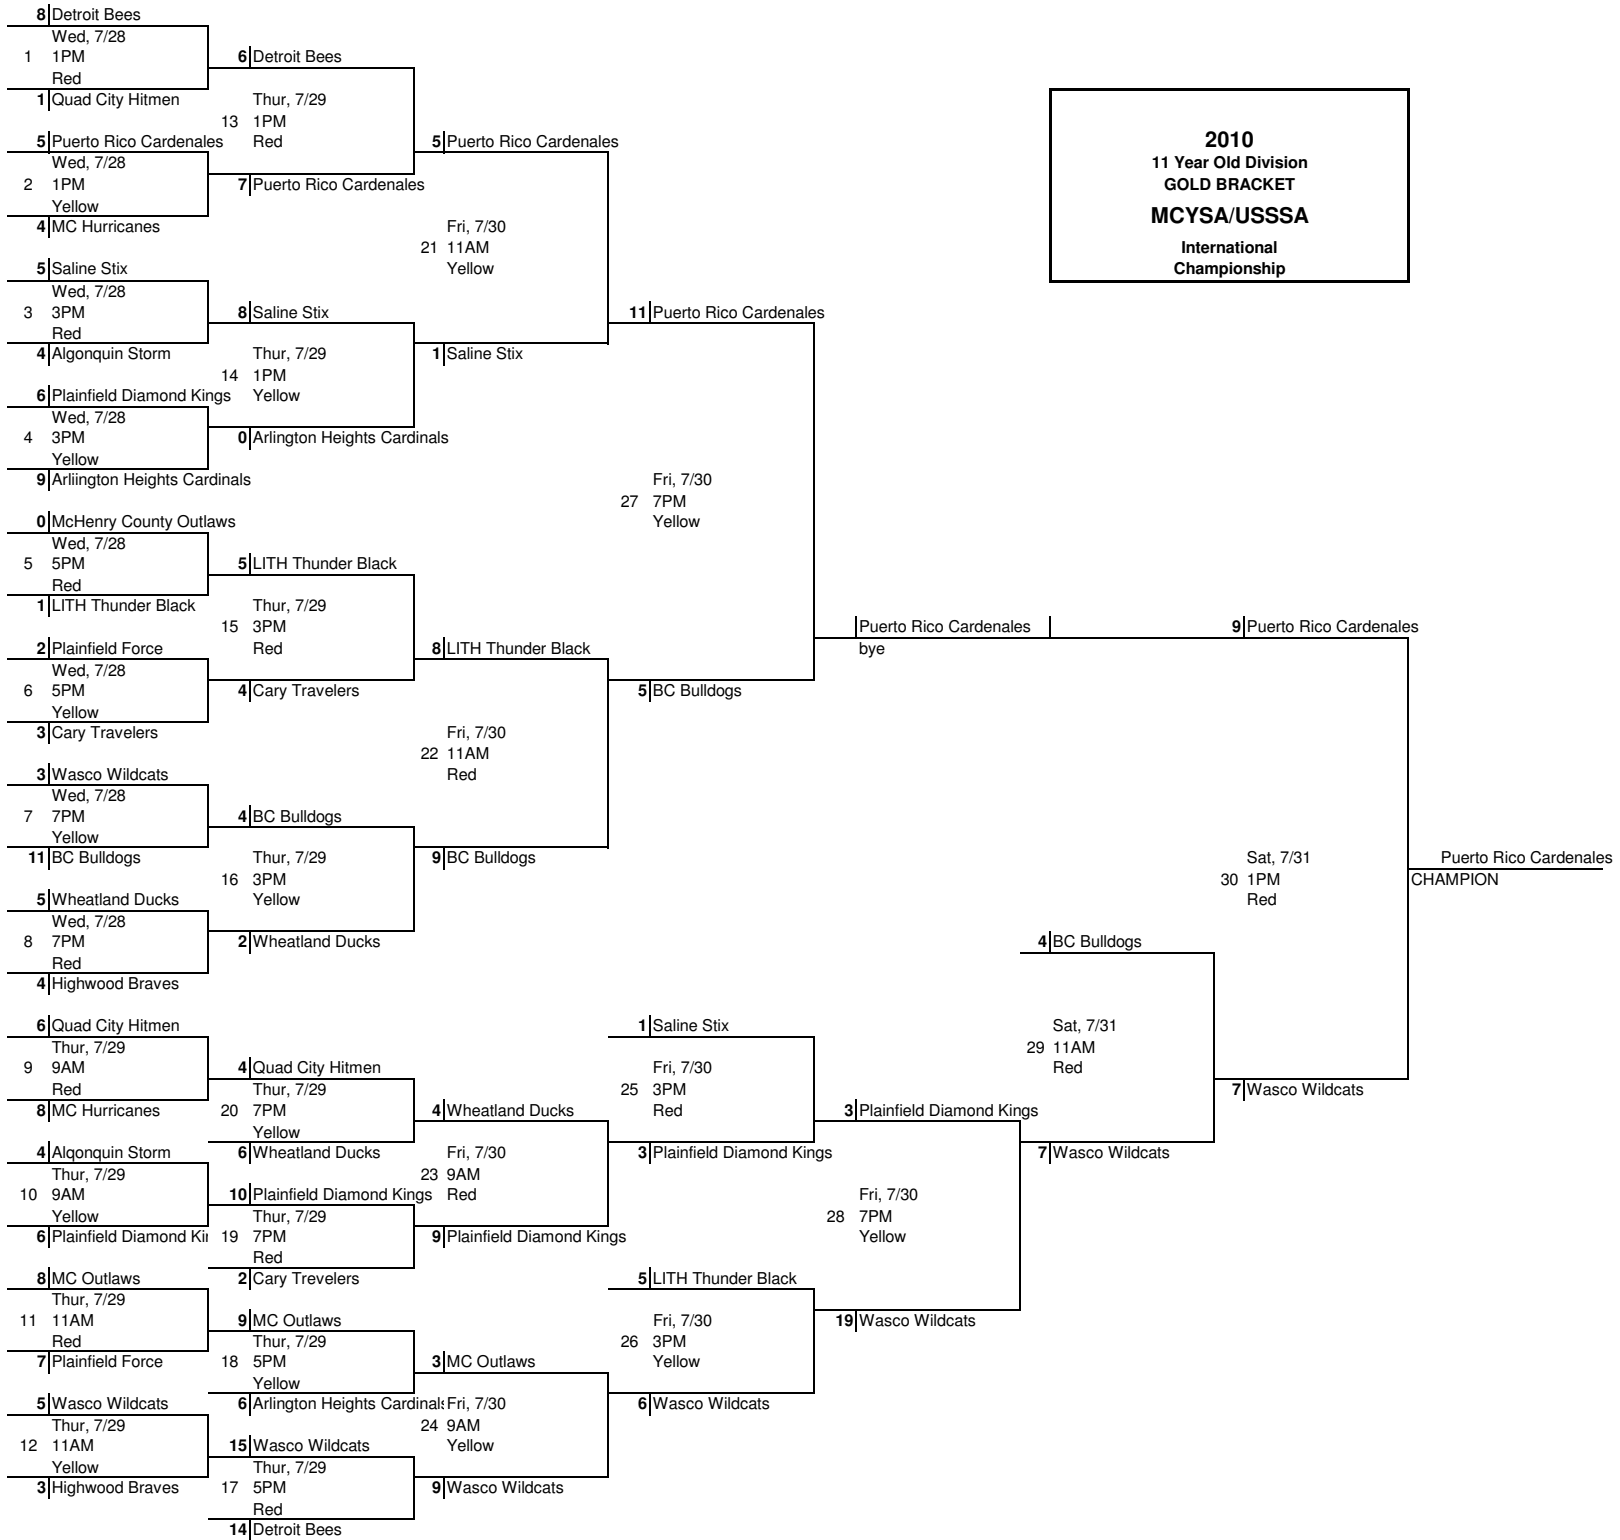 8 Detroit Bees
Wed, 7/28
1 1PM
Red
1 Quad City Hitmen
5 Puerto Rico Cardenales
Wed, 7/28
2 1PM
Yellow
4 MC Hurricanes
5 Saline Stix
Wed, 7/28
3 3PM
Red
4 Algonquin Storm
6 Plainfield Diamond Kings
Wed, 7/28
4 3PM
Yellow
9 Arliington Heights Cardinals
0 McHenry County Outlaws
Wed, 7/28
5 5PM
Red
1 LITH Thunder Black
2 Plainfield Force
Wed, 7/28
6 5PM
Yellow
3 Cary Travelers
3 Wasco Wildcats
Wed, 7/28
7 7PM
Yellow
11 BC Bulldogs
5 Wheatland Ducks
Wed, 7/28
8 7PM
Red
4 Highwood Braves
6 Quad City Hitmen
Thur, 7/29
9 9AM
Red
8 MC Hurricanes
4 Alqonquin Storm
Thur, 7/29
10 9AM
Yellow
6 Plainfield Diamond Kin
8 MC Outlaws
Thur, 7/29
11 11AM
Red
7 Plainfield Force
5 Wasco Wildcats
Thur, 7/29
12 11AM
Yellow
3 Highwood Braves
6 Detroit Bees
Thur, 7/29
13 1PM
Red
7 Puerto Rico Cardenales
8 Saline Stix
Thur, 7/29
14 1PM
Yellow
0 Arlington Heights Cardinals
5 LITH Thunder Black
Thur, 7/29
15 3PM
Red
4 Cary Travelers
4 BC Bulldogs
Thur, 7/29
16 3PM
Yellow
2 Wheatland Ducks
4 Quad City Hitmen
Thur, 7/29
20 7PM
Yellow
6 Wheatland Ducks
10 Plainfield Diamond Kings
Thur, 7/29
19 7PM
Red
2 Cary Trevelers
9 MC Outlaws
Thur, 7/29
18 5PM
Yellow
6 Arlington Heights Cardinals
15 Wasco Wildcats
Thur, 7/29
17 5PM
Red
14 Detroit Bees
5 Puerto Rico Cardenales
Fri, 7/30
21 11AM
Yellow
1 Saline Stix
8 LITH Thunder Black
Fri, 7/30
22 11AM
Red
9 BC Bulldogs
4 Wheatland Ducks
Fri, 7/30
23 9AM
Red
9 Plainfield Diamond Kings
3 MC Outlaws
Fri, 7/30
24 9AM
Yellow
9 Wasco Wildcats
11 Puerto Rico Cardenales
Fri, 7/30
27 7PM
Yellow
5 BC Bulldogs
1 Saline Stix
Fri, 7/30
25 3PM
Red
3 Plainfield Diamond Kings
5 LITH Thunder Black
Fri, 7/30
26 3PM
Yellow
6 Wasco Wildcats
Puerto Rico Cardenales
bye
3 Plainfield Diamond Kings
Fri, 7/30
28 7PM
Yellow
19 Wasco Wildcats
2010
11 Year Old Division
GOLD BRACKET
MCYSA/USSSA
International
Championship
4 BC Bulldogs
Sat, 7/31
29 11AM
Red
7 Wasco Wildcats
9 Puerto Rico Cardenales
Sat, 7/31
30 1PM
Red
7 Wasco Wildcats
Puerto Rico Cardenales
CHAMPION